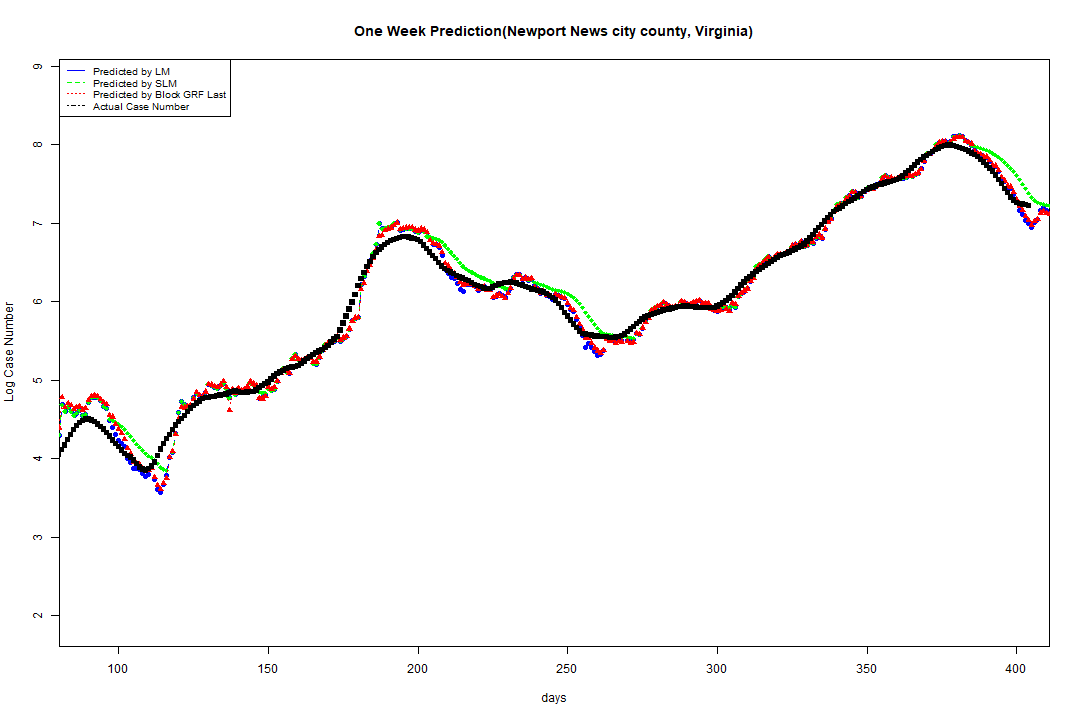 One Week Prediction(Newport News city county, Virginia)
Predicted by LM
Predicted by SLM
Predicted by Block GRF Last
Actual Case Number
9
8
7
6
5
4
3
2
Log Case Number
100 150 200 250 300 350 400
days